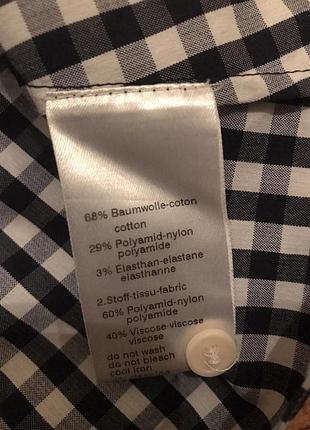 68% Baumwolle-coton
cotton
29% Polyamid-nylon
polyamide
3% Elasthan-elastane
elasthanne
2.Stoff-tissu-fabric
60% Polyamid-nylon
polyamide
40% Viscose-viscose
viscose
do not wash
do not bleach
cool iron